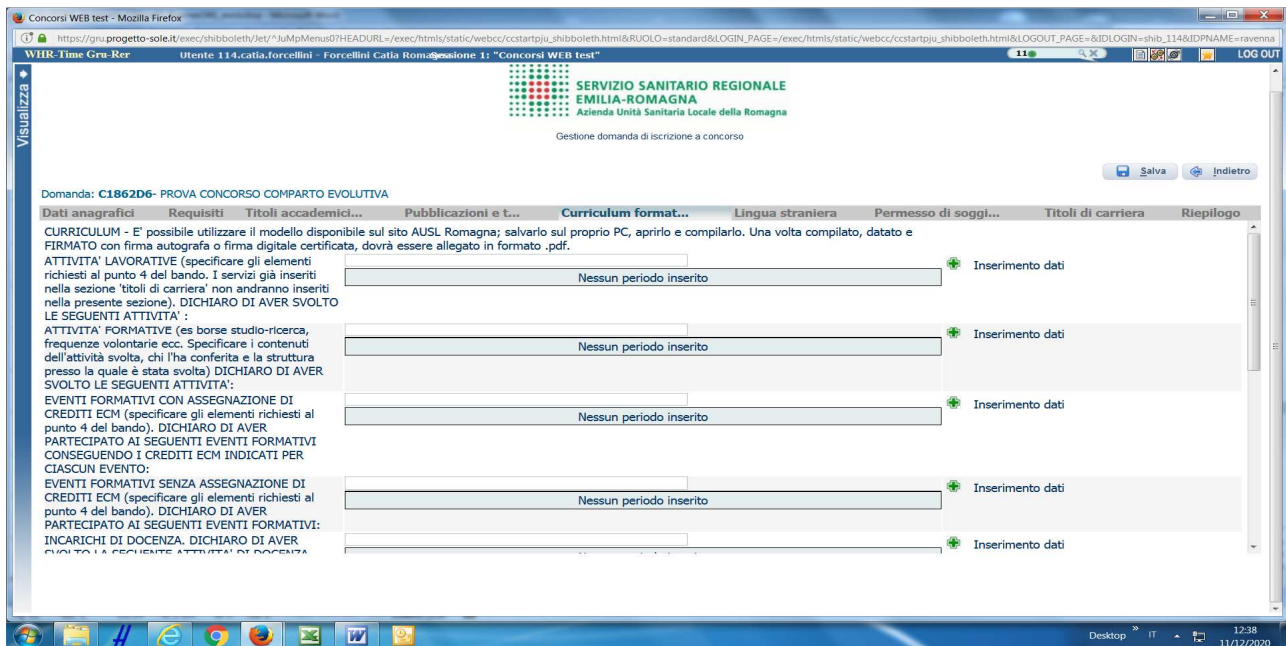 Concorsi WEB test - Mozilla Firefox
https://gru.progetto-sole.it/exec/shibboleth/Jet/^JuMpMenus0?HEADURL=/exec/htmls/static/webcc/ccstartpju_shibboleth.html&RUOLO=standard&LOGIN_PAGE=/exec/htmls/static/webcc/ccstartpju_shibboleth.html&LOGOUT_PAGE=&IDLOGIN=shib_114&IDPNAME=ravenna
WHR-Time Gru-Rer Utente 114.catia.forcellini - Forcellini Catia 1: "Concorsi WEB test" 11 LOG OUT
Visualizza
SERVIZIO SANITARIO REGIONALE
EMILIA-ROMAGNA
Azienda Unità Sanitaria Locale della Romagna
Gestione domanda di iscrizione a concorso
Salva Indietro
Domanda: C1862D6- PROVA CONCORSO COMPARTO EVOLUTIVA
Dati anagrafici Requisiti Titoli accademici... Pubblicazioni e t... Curriculum format... Lingua straniera Permesso di soggi... Titoli di carriera Riepilogo
CURRICULUM - E' possibile utilizzare il modello disponibile sul sito AUSL Romagna; salvarlo sul proprio PC, aprirlo e compilarlo. Una volta compilato, datato e
FIRMATO con firma autografa o firma digitale certificata, dovrà essere allegato in formato .pdf.
ATTIVITA' LAVORATIVE (specificare
gli elementi
richiesti al punto 4 del bando. I
servizi già inseriti
nella sezione 'titoli di carriera' non
andranno inseriti
nella presente sezione). DICHIARO DI AVER SVOLTO
LE SEGUENTI ATTIVITA' :
Nessun periodo inserito
Inserimento dati
ATTIVITA' FORMATIVE (es borse studio-ricerca,
frequenze volontarie ecc. Specificare i contenuti
dell'attività svolta, chi l'ha conferita e la struttura
presso la quale è stata svolta) DICHIARO DI AVER
SVOLTO LE SEGUENTI ATTIVITA':
Nessun periodo inserito
Inserimento dati
EVENTI FORMATIVI CON ASSEGNAZIONE DI
CREDITI ECM (specificare gli elementi richiesti al
punto 4 del bando). DICHIARO DI AVER
PARTECIPATO AI SEGUENTI EVENTI FORMATIVI
CONSEGUENDO I CREDITI ECM INDICATI PER
CIASCUN EVENTO:
Nessun periodo inserito
Inserimento dati
EVENTI FORMATIVI SENZA ASSEGNAZIONE DI
CREDITI ECM (specificare gli elementi richiesti al
punto 4 del bando). DICHIARO DI AVER
PARTECIPATO AI SEGUENTI EVENTI FORMATIVI:
Nessun periodo inserito
Inserimento dati
INCARICHI DI DOCENZA. DICHIARO DI AVER
SVOLTO LA SEGUENTE ATTIVITA' DI DOCENZA
Inserimento dati
Desktop » IT 12:38
11/12/2020